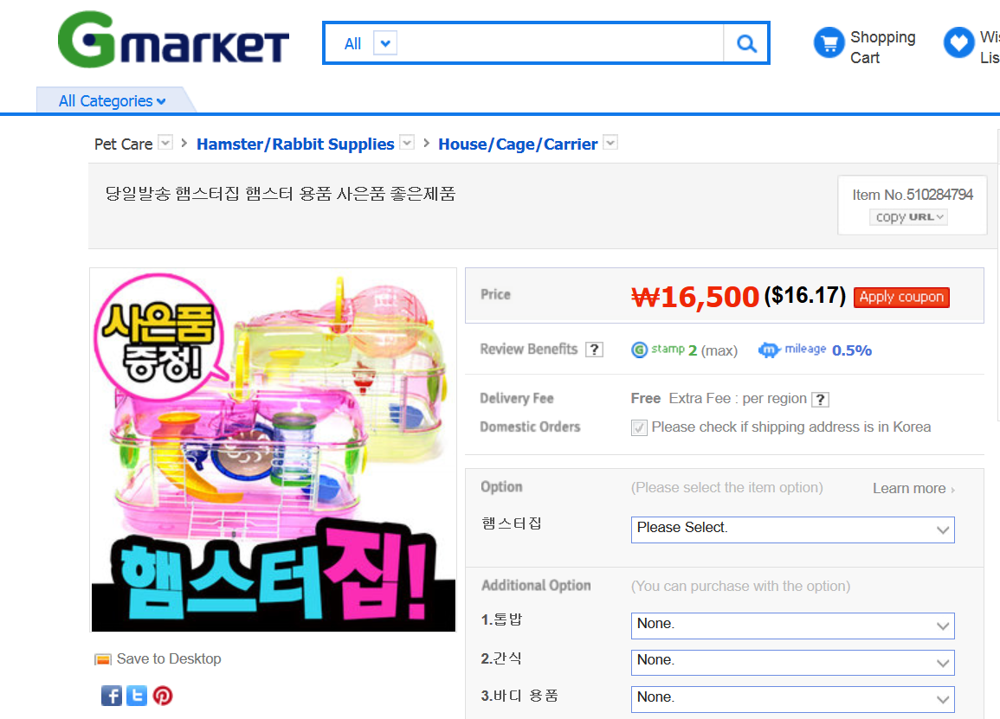 Gmarket
All
Shopping
Cart
Wis
Lis
All Categories
Pet Care > Hamster/Rabbit Supplies > House/Cage/Carrier
당일발송 햄스터집 햄스터 용품 사은품 좋은제품
Item No.510284794
copy URL
사은품
증정!
햄스터집!
Price ₩16,500 ($16.17) Apply coupon
Review Benefits ? G stamp 2 (max) m mileage 0.5%
Delivery Fee Free Extra Fee : per region ?
Domestic Orders Please check if shipping address is in Korea
Option (Please select the item option) Learn more ›
햄스터집 Please Select.
Additional Option (You can purchase with the option)
1.톱밥 None.
2.간식 None.
3.바디 용품 None.
Save to Desktop